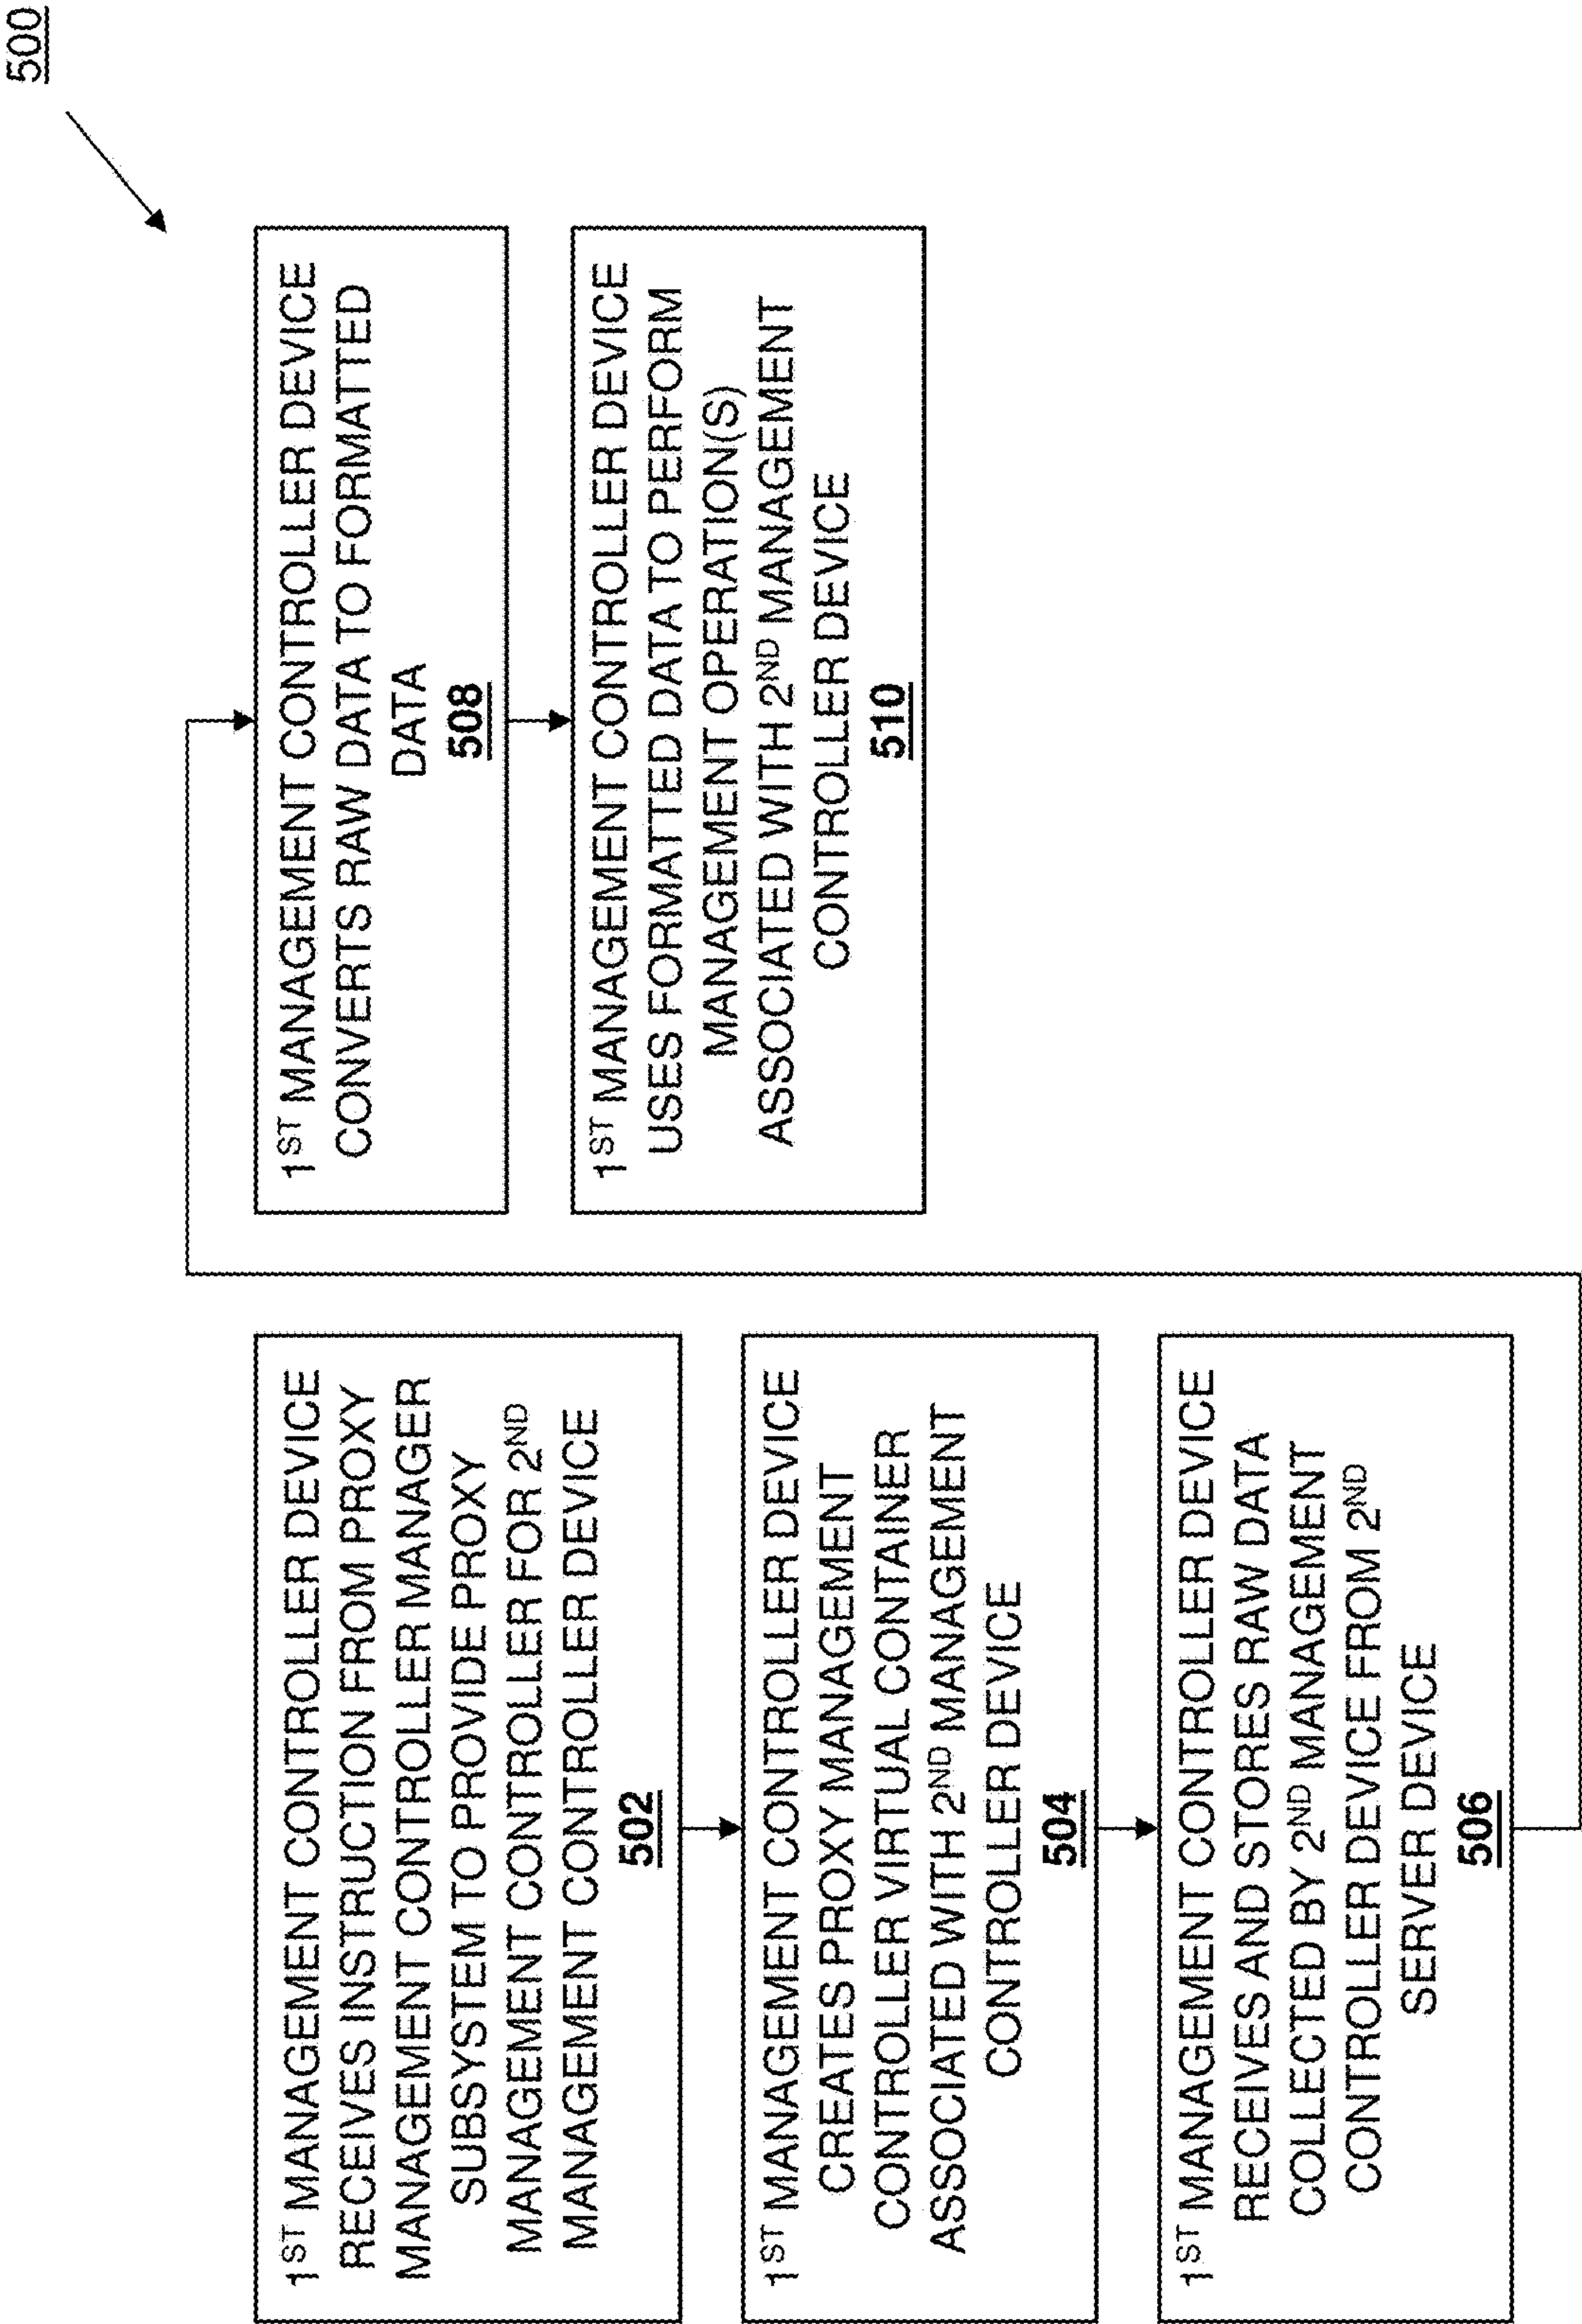 500
1ST MANAGEMENT CONTROLLER DEVICE
RECEIVES INSTRUCTION FROM PROXY
MANAGEMENT CONTROLLER MANAGER
SUBSYSTEM TO PROVIDE PROXY
MANAGEMENT CONTROLLER FOR 2ND
MANAGEMENT CONTROLLER DEVICE
502
1ST MANAGEMENT CONTROLLER DEVICE
CREATES PROXY MANAGEMENT
CONTROLLER VIRTUAL CONTAINER
ASSOCIATED WITH 2ND MANAGEMENT
CONTROLLER DEVICE
504
1ST MANAGEMENT CONTROLLER DEVICE
RECEIVES AND STORES RAW DATA
COLLECTED BY 2ND MANAGEMENT
CONTROLLER DEVICE FROM 2ND
SERVER DEVICE
506
1ST MANAGEMENT CONTROLLER DEVICE
CONVERTS RAW DATA TO FORMATTED
DATA
508
1ST MANAGEMENT CONTROLLER DEVICE
USES FORMATTED DATA TO PERFORM
MANAGEMENT OPERATION(S)
ASSOCIATED WITH 2ND MANAGEMENT
CONTROLLER DEVICE
510